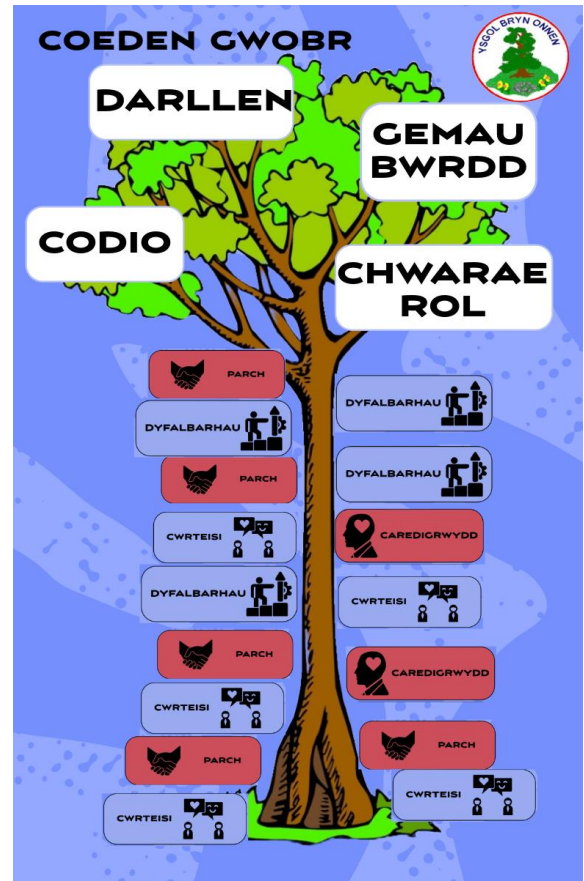 COEDEN GWOBR
YSGOL BRYN ONNEN
DARLLEN
GEMAU
BWRDD
CODIO
CHWARAE
ROL
PARCH
DYFALBARHAU
PARCH
CWRTEISI
DYFALBARHAU
PARCH
CWRTEISI
PARCH
CWRTEISI
DYFALBARHAU
DYFALBARHAU
CAREDIGRWYDD
CWRTEISI
CAREDIGRWYDD
PARCH
CWRTEISI